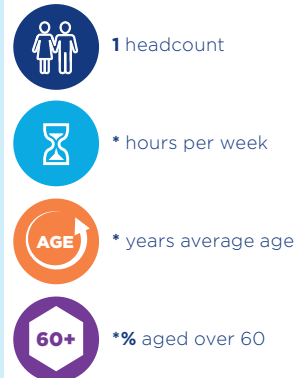 1 headcount
* hours per week
AGE
* years average age
60+
*% aged over 60